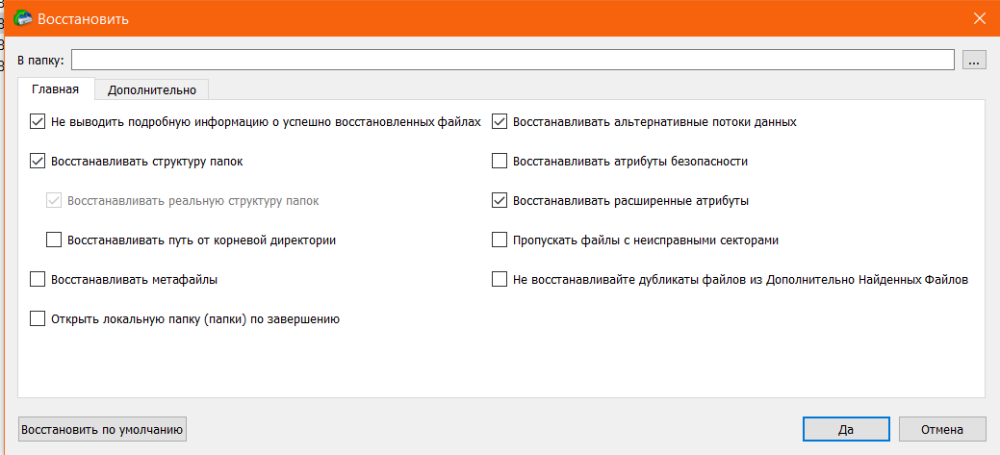 Восстановить
В папку:
...
Главная
Дополнительно
Не выводить подробную информацию о успешно восстановленных файлах
Восстанавливать структуру папок
Восстанавливать реальную структуру папок
Восстанавливать путь от корневой директории
Восстанавливать метафайлы
Открыть локальную папку (папки) по завершению
Восстанавливать альтернативные потоки данных
Восстанавливать атрибуты безопасности
Восстанавливать расширенные атрибуты
Пропускать файлы с неисправными секторами
Не восстанавливайте дубликаты файлов из Дополнительно Найденных Файлов
Восстановить по умолчанию
Да
Отмена